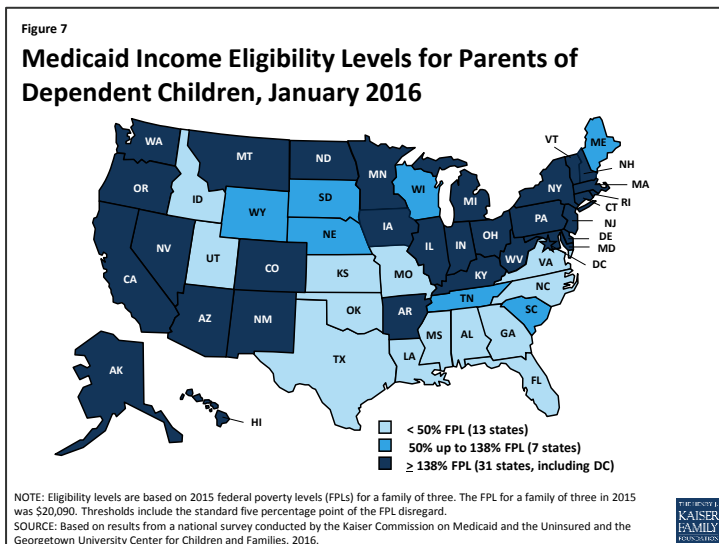 Figure 7
Medicaid Income Eligibility Levels for Parents of
Dependent Children, January 2016
WA
MT
ND
MN
VT
ME
NH
MA
RI
CT
NJ
DE
MD
DC
OR
ID
WY
SD
WI
MI
NY
PA
NE
IA
IL
IN
OH
WV
VA
NV
UT
CO
KS
MO
KY
NC
CA
AZ
NM
OK
AR
TN
SC
TX
LA
MS
AL
GA
FL
AK
HI
< 50% FPL (13 states)
50% up to 138% FPL (7 states)
> 138% FPL (31 states, including DC)
NOTE: Eligibility levels are based on 2015 federal poverty levels (FPLs) for a family of three. The FPL for a family of three in 2015
was $20,090. Thresholds include the standard five percentage point of the FPL disregard.
SOURCE: Based on results from a national survey conducted by the Kaiser Commission on Medicaid and the Uninsured and the
Georgetown University Center for Children and Families, 2016.
THE HENRY J.
KAISER
FAMILY
FOUNDATION